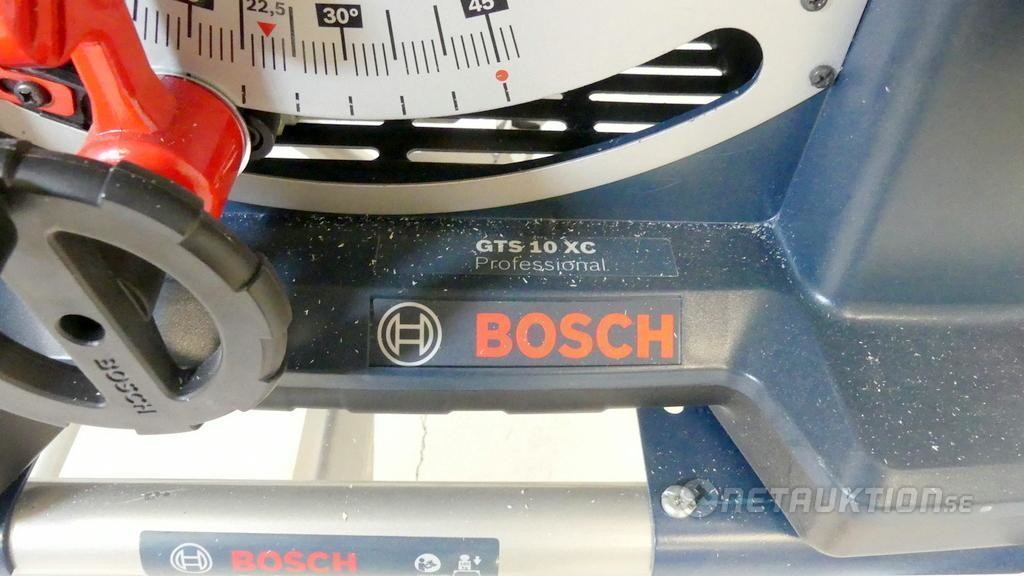 22,5
30°
45
GTS 10 XC
Professional
BOSCH
BOSCH
NETAUKTION.SE
BOSCH